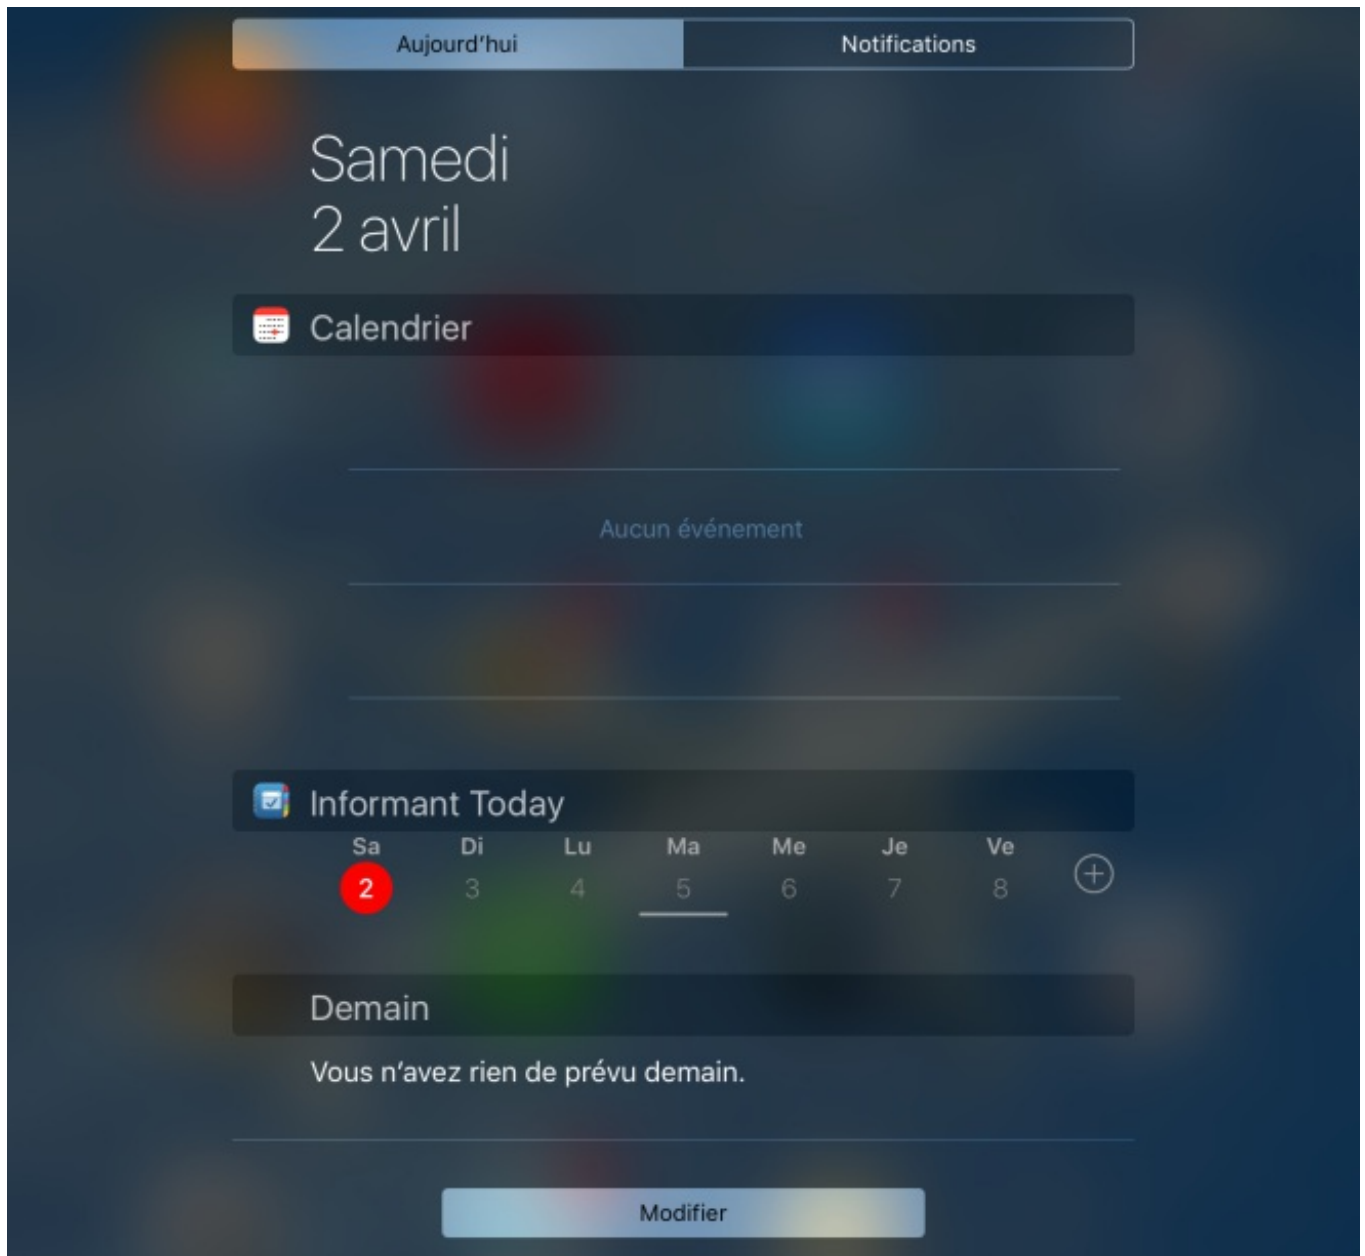 Aujourd’hui Notifications
Samedi
2 avril
Calendrier
Aucun événement
Informant Today
Sa Di Lu Ma Me Je Ve
2 3 4 5 6 7 8
Demain
Vous n’avez rien de prévu demain.
Modifier